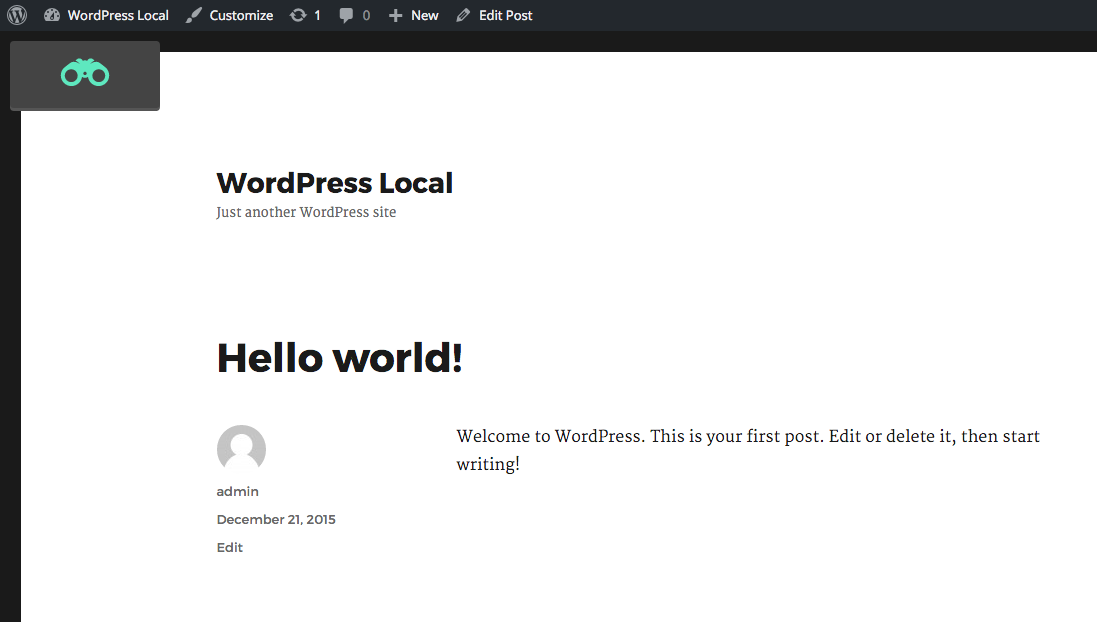 WordPress Local Customize 1 0 New Edit Post
WordPress Local
Just another WordPress site
Hello world!
Welcome to WordPress. This is your first post. Edit or delete it, then start
writing!
admin
December 21, 2015
Edit